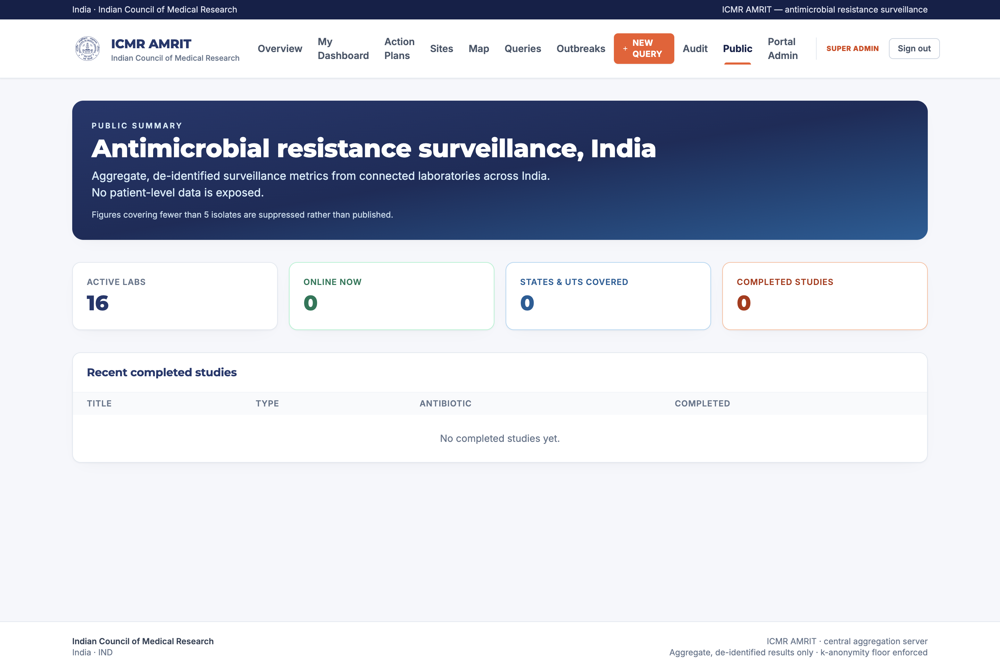 India · Indian Council of Medical Research
ICMR AMRIT — antimicrobial resistance surveillance
ICMR AMRIT
Indian Council of Medical Research
Overview
My
Dashboard
Action
Plans
Sites
Map
Queries
Outbreaks
+ NEW
QUERY
Audit
Public
Portal
Admin
SUPER ADMIN
Sign out
PUBLIC SUMMARY
Antimicrobial resistance surveillance, India
Aggregate, de-identified surveillance metrics from connected laboratories across India.
No patient-level data is exposed.
Figures covering fewer than 5 isolates are suppressed rather than published.
ACTIVE LABS
16
ONLINE NOW
0
STATES & UTS COVERED
0
COMPLETED STUDIES
0
Recent completed studies
TITLE TYPE ANTIBIOTIC COMPLETED
No completed studies yet.
Indian Council of Medical Research
India · IND
ICMR AMRIT · central aggregation server
Aggregate, de-identified results only · k-anonymity floor enforced